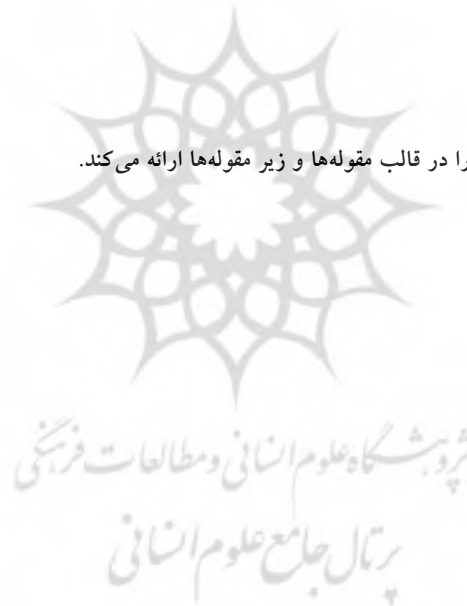 را در قالب مقوله‌ها و زیر مقوله‌ها ارائه می‌کند.
پژوهشگاه علوم انسانی و مطالعات فرهنگی
پرتال جامع علوم انسانی